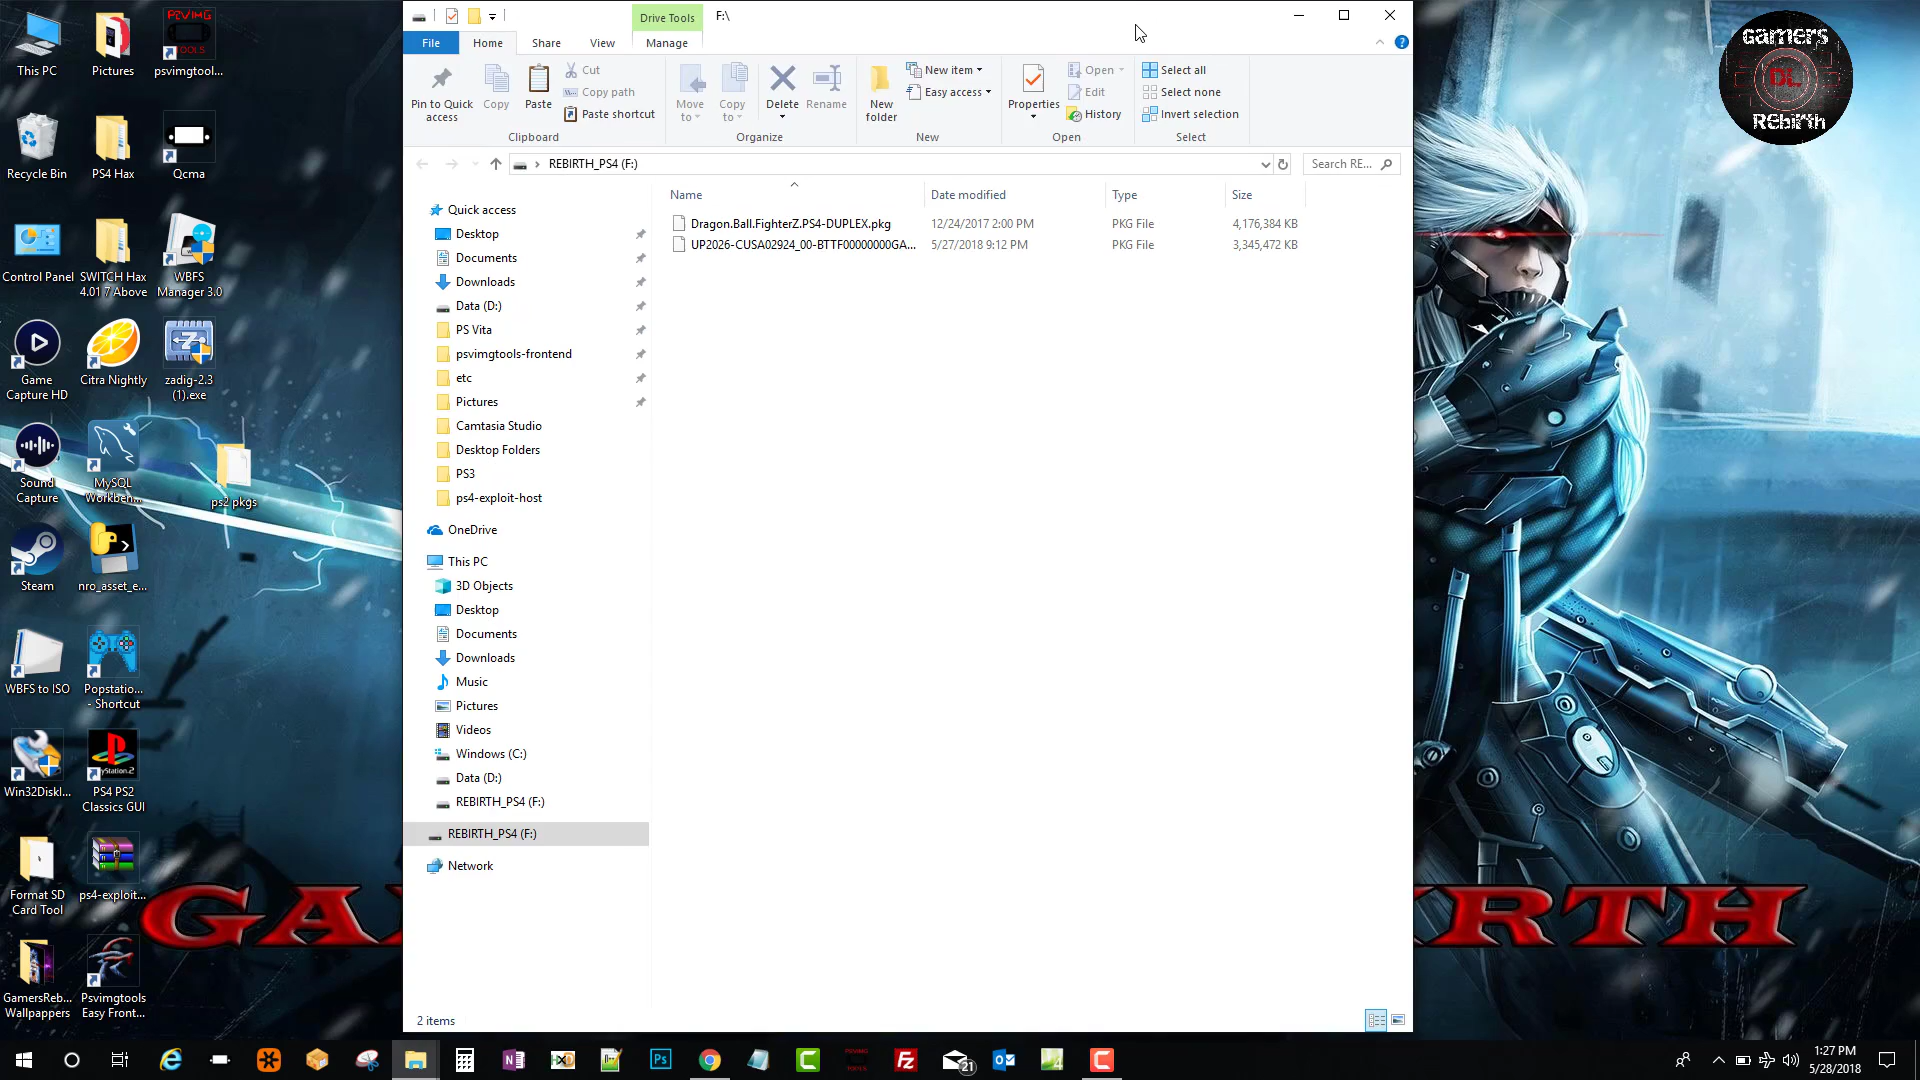 Drive Tools
F:\
File
Home
Share
View
Manage
Pin to Quick access
Copy
Paste
Cut
Copy path
Paste shortcut
Clipboard
Move to
Copy to
Delete
Rename
Organize
New folder
New item
Easy access
New
Properties
Open
Edit
History
Open
Select all
Select none
Invert selection
Select
REBIRTH_PS4 (F:)
Search RE...
Name
Date modified
Type
Size
Dragon.Ball.FighterZ.PS4-DUPLEX.pkg 12/24/2017 2:00 PM PKG File 4,176,384 KB
UP2026-CUSA02924_00-BTTF00000000GA... 5/27/2018 9:12 PM PKG File 3,345,472 KB
Quick access
Desktop
Documents
Downloads
Data (D:)
PS Vita
psvimgtools-frontend
etc
Pictures
Camtasia Studio
Desktop Folders
PS3
ps4-exploit-host
OneDrive
This PC
3D Objects
Desktop
Documents
Downloads
Music
Pictures
Videos
Windows (C:)
Data (D:)
REBIRTH_PS4 (F:)
REBIRTH_PS4 (F:)
Network
2 items
This PC
Pictures
PSVIMG
TOOLS
psvimgtool...
Recycle Bin
PS4 Hax
Qcma
Control Panel
SWITCH Hax 4.01 7 Above
WBFS Manager 3.0
Game Capture HD
Citra Nightly
zadig-2.3 (1).exe
Sound Capture
MySQL Workben...
ps2 pkgs
Steam
nro_asset_e...
WBFS to ISO
Popstatio... - Shortcut
Win32DiskI...
PlayStation.2
PS4 PS2 Classics GUI
Format SD Card Tool
ps4-exploit...
GamersReb... Wallpapers
Psvimgtools Easy Front...
GA
IRTH
GAMERS
DL
REBIRTH
Ps
21
1:27 PM
5/28/2018